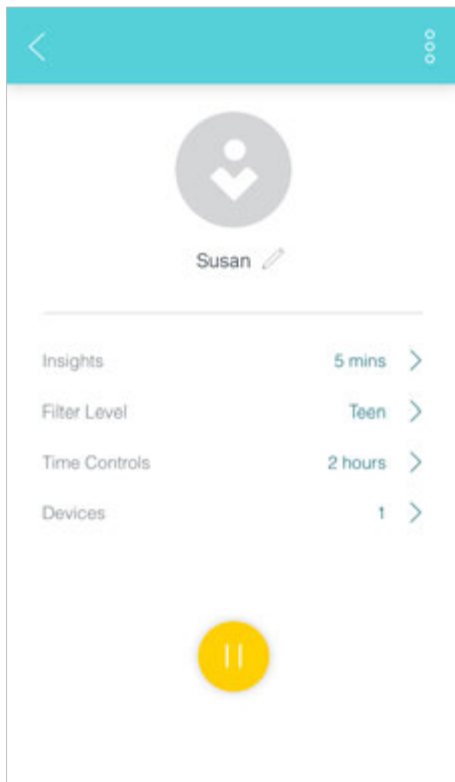 Susan
Insights 5 mins
Filter Level Teen
Time Controls 2 hours
Devices 1